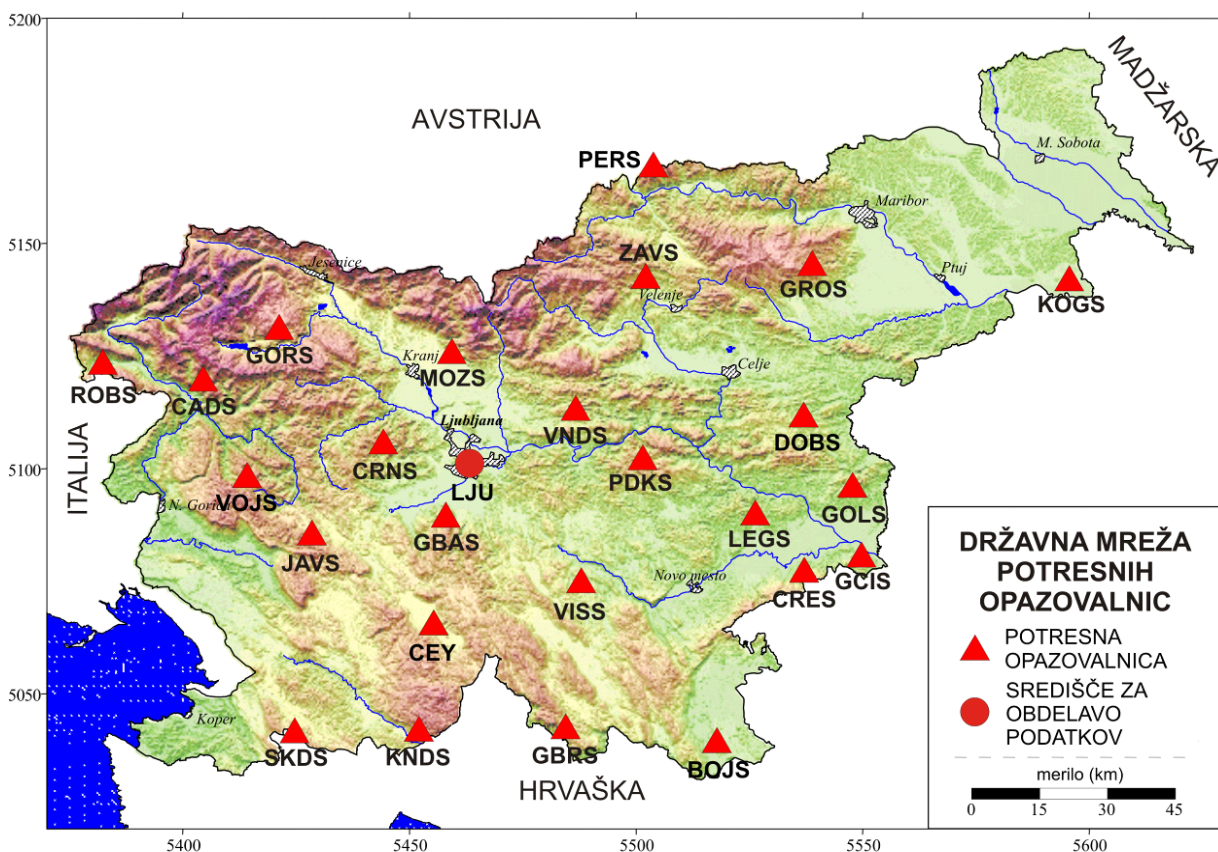 5200
5150
5100
5050
5400
5450
5500
5550
5600
AVSTRIJA
MADŽARSKA
ITALIJA
HRVAŠKA
PERS
M. Sobota
Maribor
ZAVS
Jesenice
GROS
Ptuj
Velenje
KOGS
GORS
Kranj
MOZS
Celje
ROBS
CADS
Ljubljana
VNDS
DOBS
CRNS
PDKS
LJU
VOJS
GOLS
N. Gorica
GBAS
LEGS
JAVS
Novo mesto
GCIS
CRES
VISS
CEY
Koper
SKDS
KNDS
GBRS
BOJS
DRŽAVNA MREŽA
POTRESNIH
OPAZOVALNIC
POTRESNA
OPAZOVALNICA
SREDIŠČE ZA
OBDELAVO
PODATKOV
merilo (km)
0 15 30 45